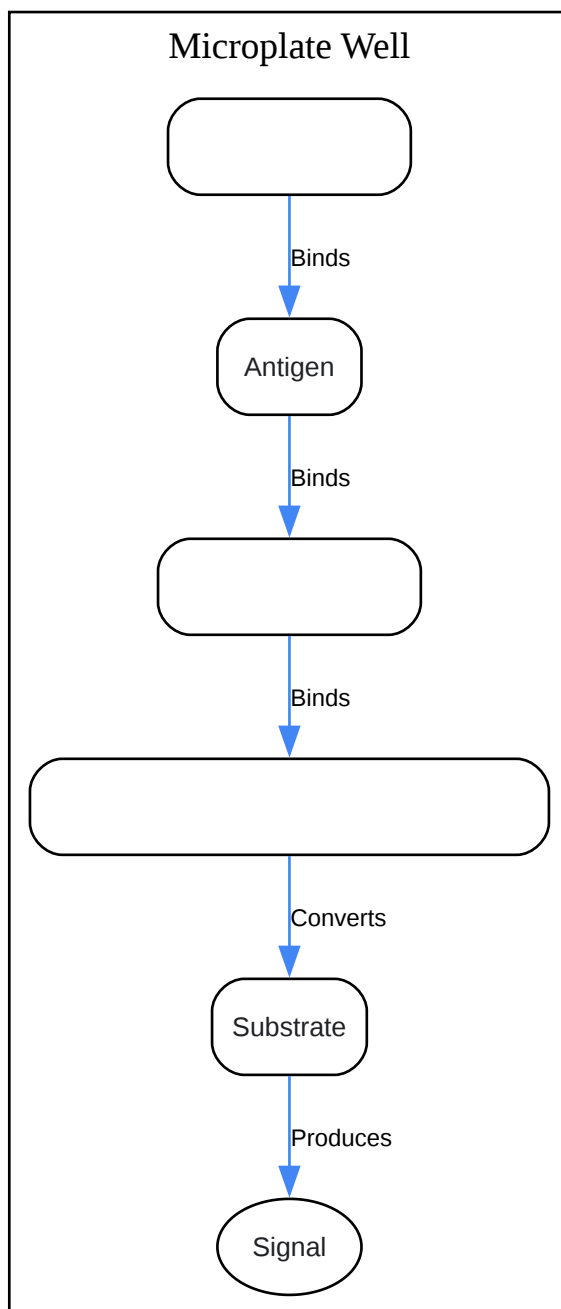 Microplate Well
Binds
Antigen
Binds
Binds
Converts
Substrate
Produces
Signal